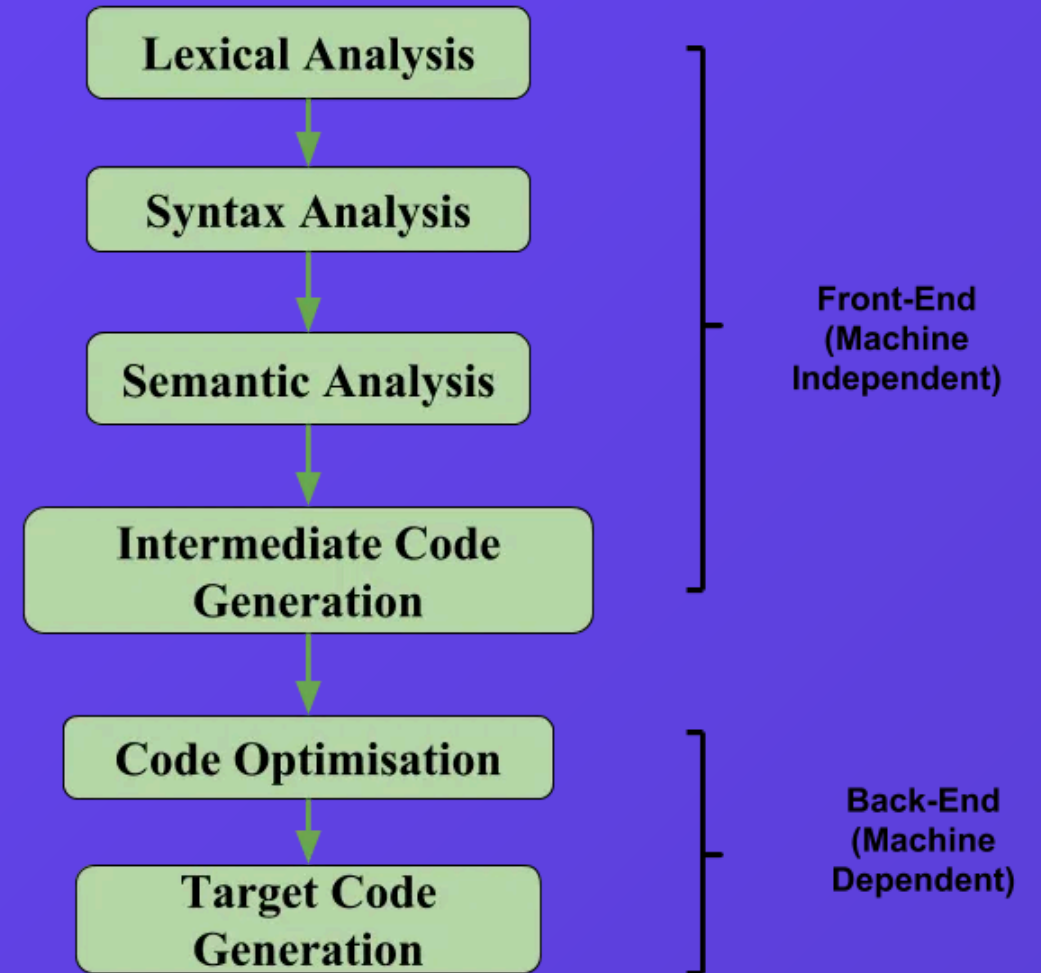 Lexical Analysis
Syntax Analysis
Semantic Analysis
Intermediate Code
Generation
Code Optimisation
Target Code
Generation
Front-End
(Machine
Independent)
Back-End
(Machine
Dependent)